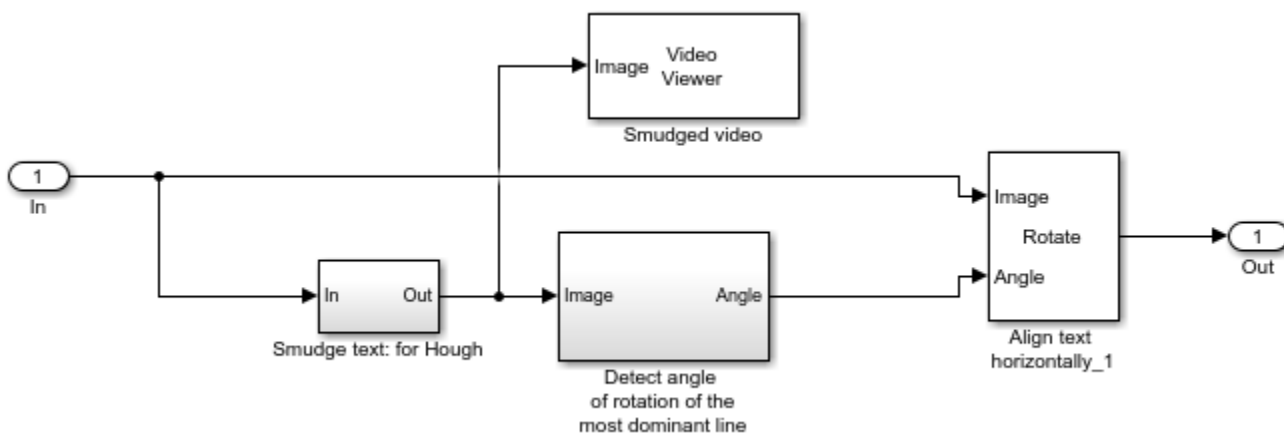 Video
Viewer
Image
Smudged video
1
In
Image
Rotate
Angle
1
Out
Align text
horizontally_1
In
Out
Smudge text: for Hough
Image
Angle
Detect angle
of rotation of the
most dominant line